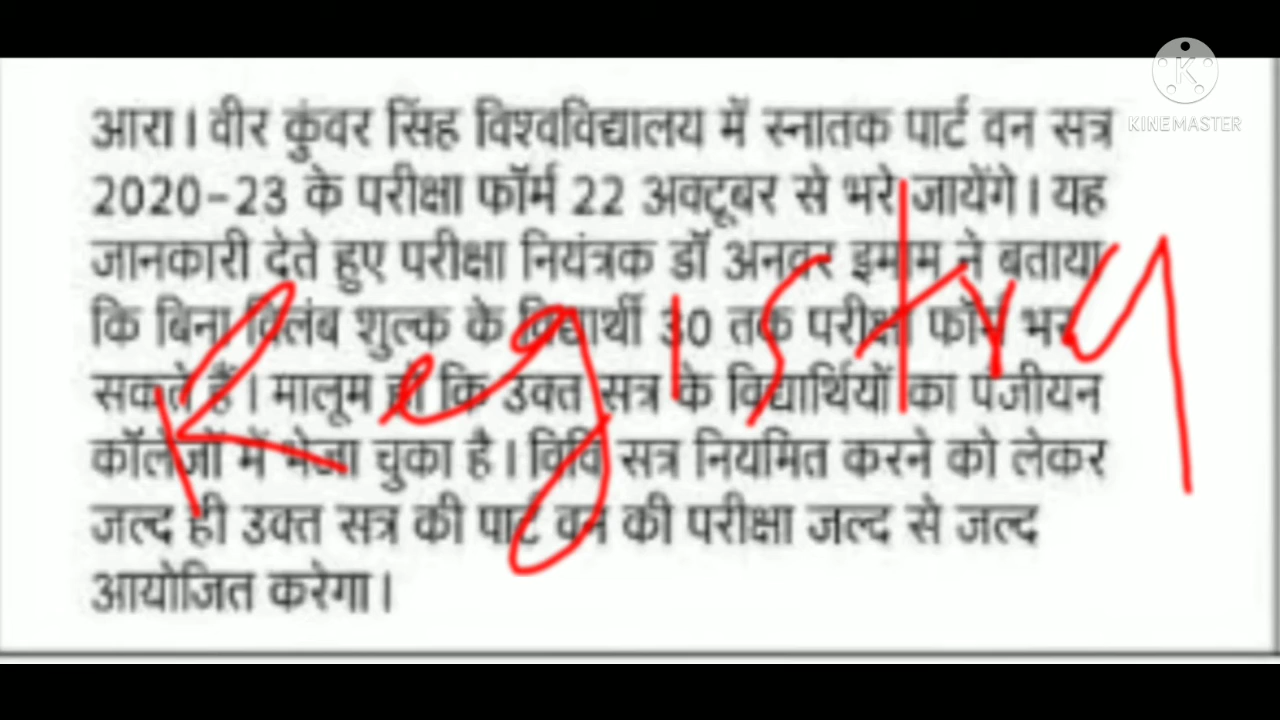 आरा। वीर कुंवर सिंह विश्वविद्यालय में स्नातक पार्ट वन सत्र
2020-23 के परीक्षा फॉर्म 22 अक्टूबर से भरे जायेंगे। यह
जानकारी देते हुए परीक्षा नियंत्रक डॉ अनवर इमाम ने बताया
कि बिना विलंब शुल्क के विद्यार्थी 30 तक परीक्षा फॉर्म भर
सकते हैं। मालूम हो कि उक्त सत्र के विद्यार्थियों का पंजीयन
कॉलेजों में भेजा चुका है। विवि सत्र नियमित करने को लेकर
जल्द ही उक्त सत्र की पार्ट वन की परीक्षा जल्द से जल्द
आयोजित करेगा।
Registra
KINEMASTER